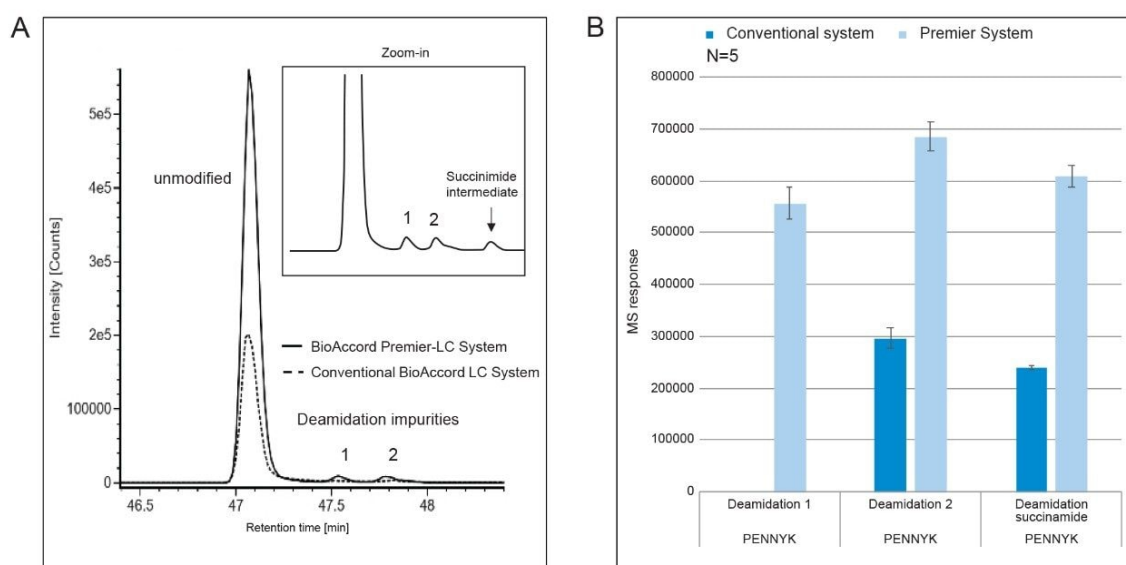 A
Zoom-in
5e5
4e5
3e5
2e5
100000
0
Intensity [Counts]
unmodified
Succinimide
intermediate
1
2
BioAccord Premier-LC System
Conventional BioAccord LC System
Deamidation impurities
1
2
46.5
47
47.5
48
Retention time [min]
B
Conventional system
Premier System
N=5
800000
700000
600000
500000
400000
300000
200000
100000
0
MS response
Deamidation 1
Deamidation 2
Deamidation
succinamide
PENNYK
PENNYK
PENNYK